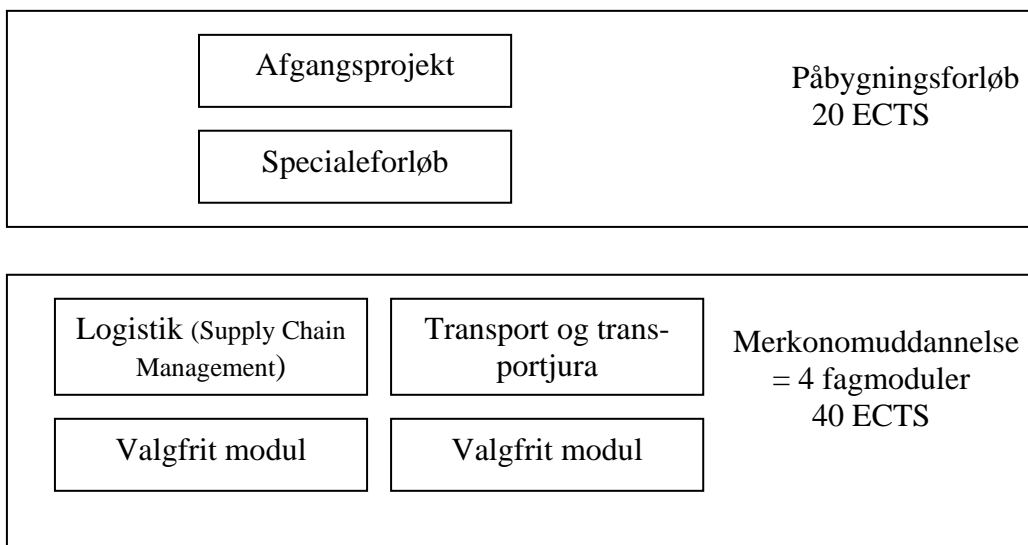 Afgangsprojekt
Specialeforløb
Påbygningsforløb
20 ECTS
Logistik (Supply Chain
Management)
Transport og trans-
portjura
Valgfrit modul
Valgfrit modul
Merkonomuddannelse
= 4 fagmoduler
40 ECTS